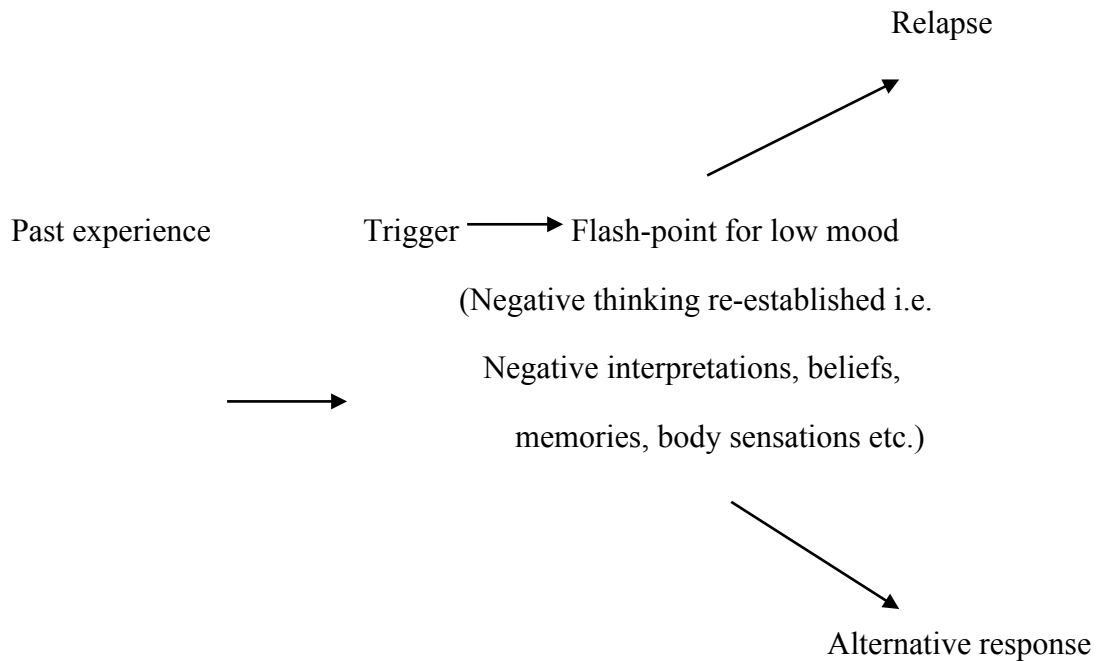 Relapse
Past experience
Trigger
Flash-point for low mood
(Negative thinking re-established i.e.
Negative interpretations, beliefs,
memories, body sensations etc.)
Alternative response